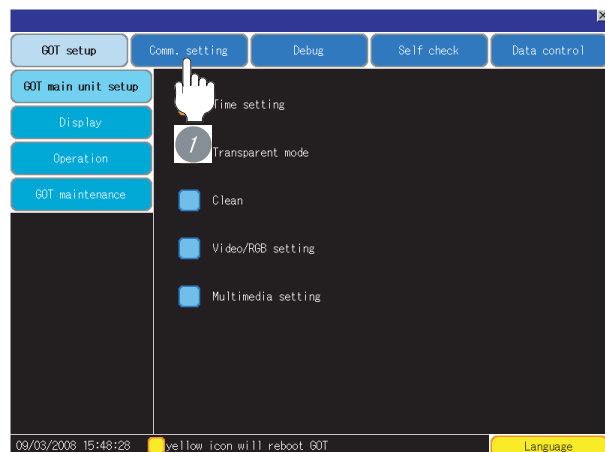 GOT setup Comm. setting Debug Self check Data control
GOT main unit setup
Time setting
Display
1
Transparent mode
Operation
GOT maintenance
Clean
Video/RGB setting
Multimedia setting
09/03/2008 15:48:28 yellow icon will reboot GOT Language